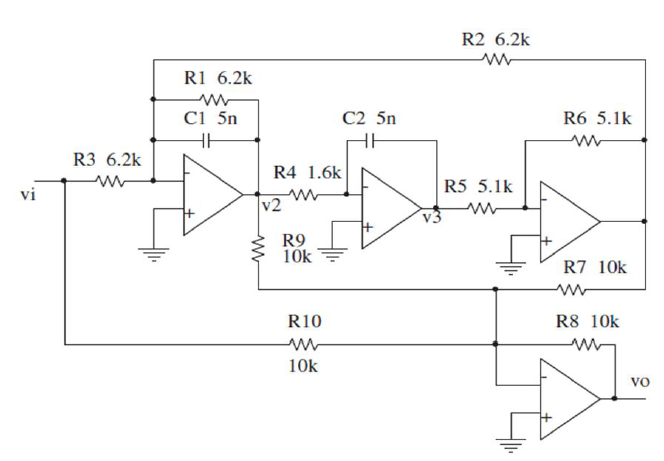 R2 6.2k
R1 6.2k
C1 5n
C2 5n
R6 5.1k
R3 6.2k
R4 1.6k
R5 5.1k
vi
-
+
v2
-
+
v3
-
+
R9
10k
R7 10k
R10
10k
R8 10k
-
+
vo